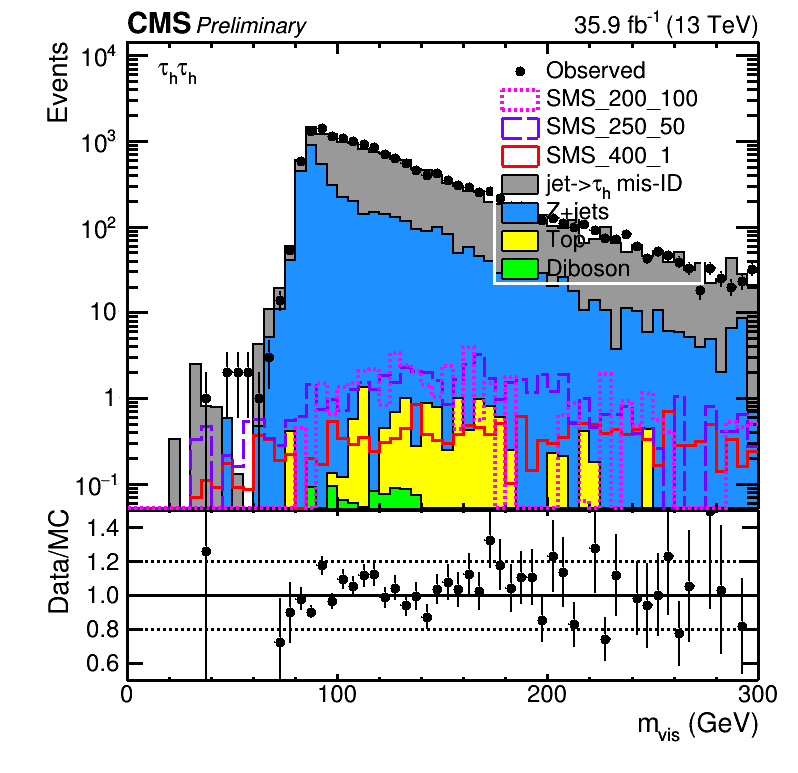 CMS Preliminary 35.9 fb⁻¹ (13 TeV)
Events
10⁴
10³
10²
10
1
10⁻¹
τₕτₕ
Observed
SMS_200_100
SMS_250_50
SMS_400_1
jet->τₕ mis-ID
Z+jets
Top
Diboson
Data/MC
1.4
1.2
1.0
0.8
0.6
0 100 200 300
m_vis (GeV)